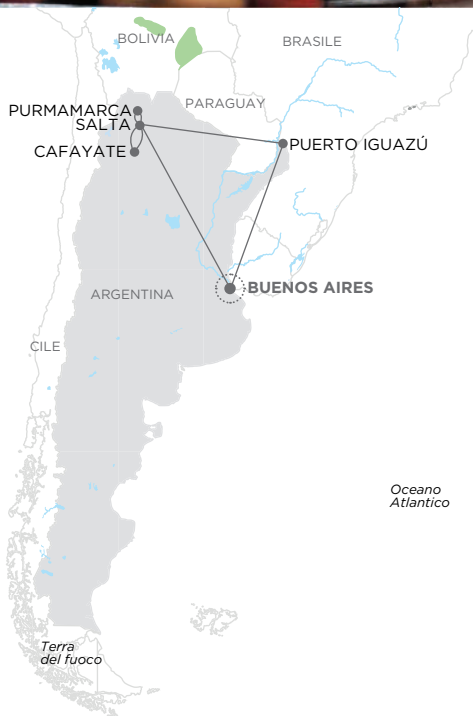 BOLIVIA
BRASILE
PARAGUAY
PURMAMARCA
SALTA
CAFAYATE
PUERTO IGUAZÚ
BUENOS AIRES
ARGENTINA
CILE
Oceano
Atlantico
Terra
del fuoco